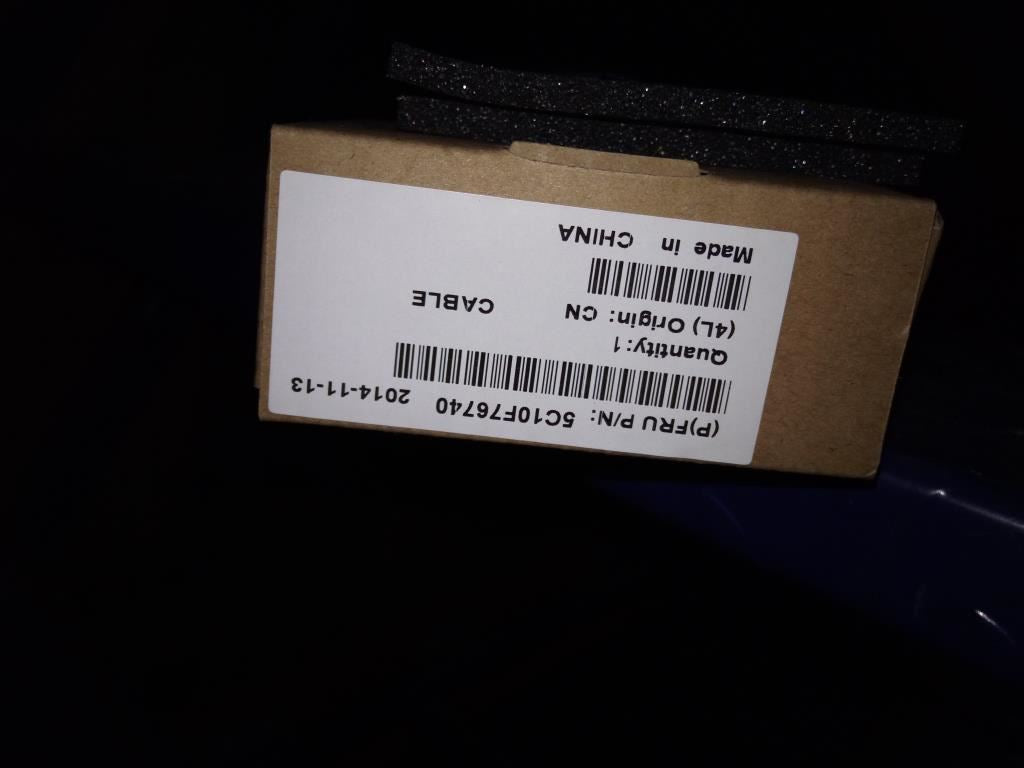 (P)FRU P/N: 5C10F76740 2014-11-13
Quantity:1
(4L) Origin: CN CABLE
Made in CHINA